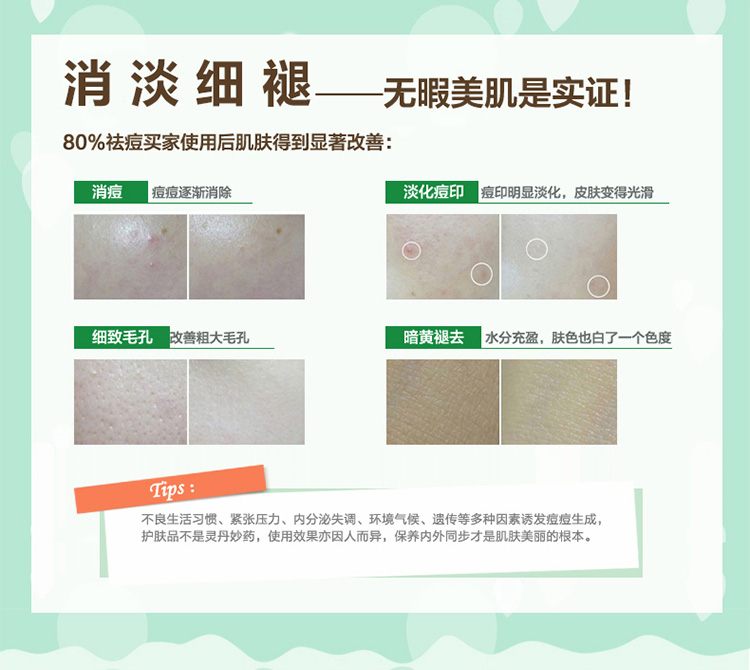 消淡细褪——无暇美肌是实证!
80%祛痘买家使用后肌肤得到显著改善:
消痘 痘痘逐渐消除
淡化痘印 痘印明显淡化,皮肤变得光滑
细致毛孔 改善粗大毛孔
暗黄褪去 水分充盈,肤色也白了一个色度
Tips:
不良生活习惯、紧张压力、内分泌失调、环境气候、遗传等多种因素诱发痘痘生成,
护肤品不是灵丹妙药,使用效果亦因人而异,保养内外同步才是肌肤美丽的根本。